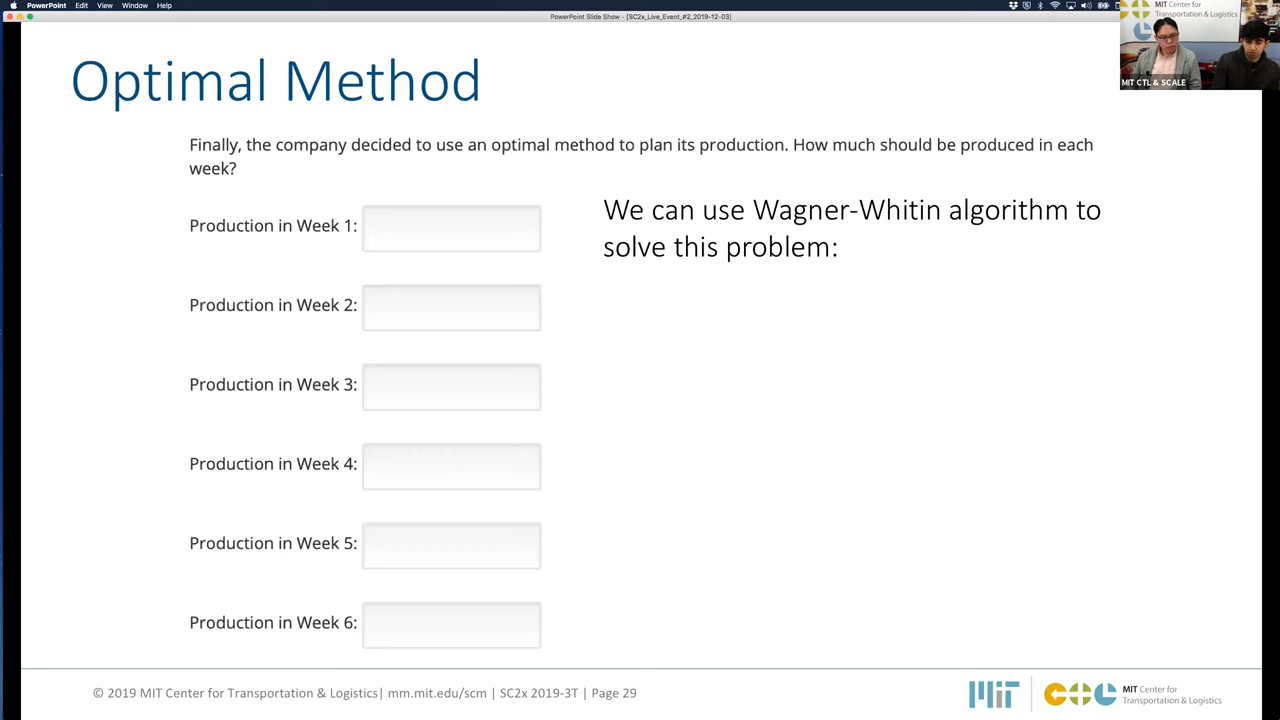 PowerPoint Edit View Window Help
PowerPoint Slide Show - [SC2x_Live_Event_#2_2019-12-03]
MIT Center for
Transportation & Logistics
MIT CTL & SCALE
Optimal Method
Finally, the company decided to use an optimal method to plan its production. How much should be produced in each
week?
We can use Wagner-Whitin algorithm to
solve this problem:
Production in Week 1:
Production in Week 2:
Production in Week 3:
Production in Week 4:
Production in Week 5:
Production in Week 6:
© 2019 MIT Center for Transportation & Logistics| mm.mit.edu/scm | SC2x 2019-3T | Page 29
MIT
MIT Center for
Transportation & Logistics